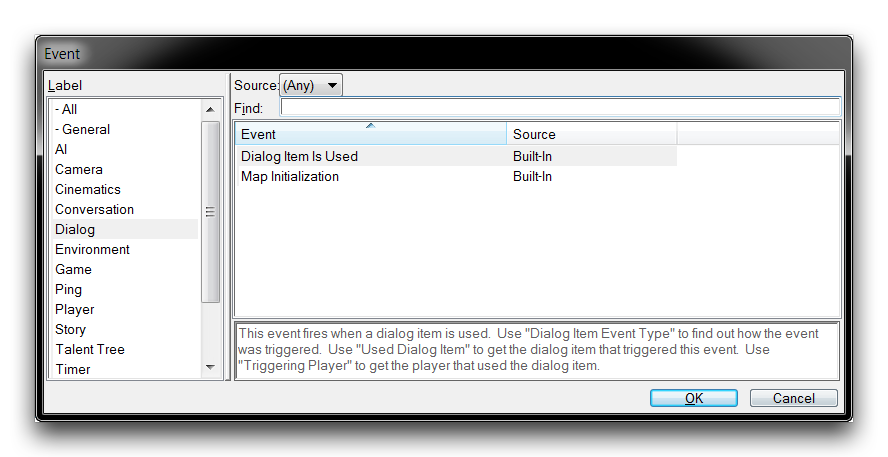 Event
Label
- All
- General
AI
Camera
Cinematics
Conversation
Dialog
Environment
Game
Ping
Player
Story
Talent Tree
Timer
Source: (Any)
Find:
Event Source
Dialog Item Is Used Built-In
Map Initialization Built-In
This event fires when a dialog item is used.  Use "Dialog Item Event Type" to find out how the event
was triggered.  Use "Used Dialog Item" to get the dialog item that triggered this event.  Use
"Triggering Player" to get the player that used the dialog item.
OK Cancel